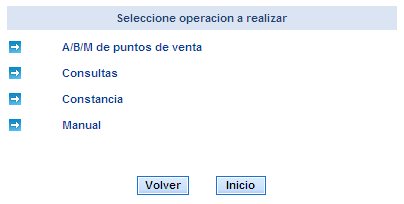 Seleccione operacion a realizar
A/B/M de puntos de venta
Consultas
Constancia
Manual
Volver Inicio